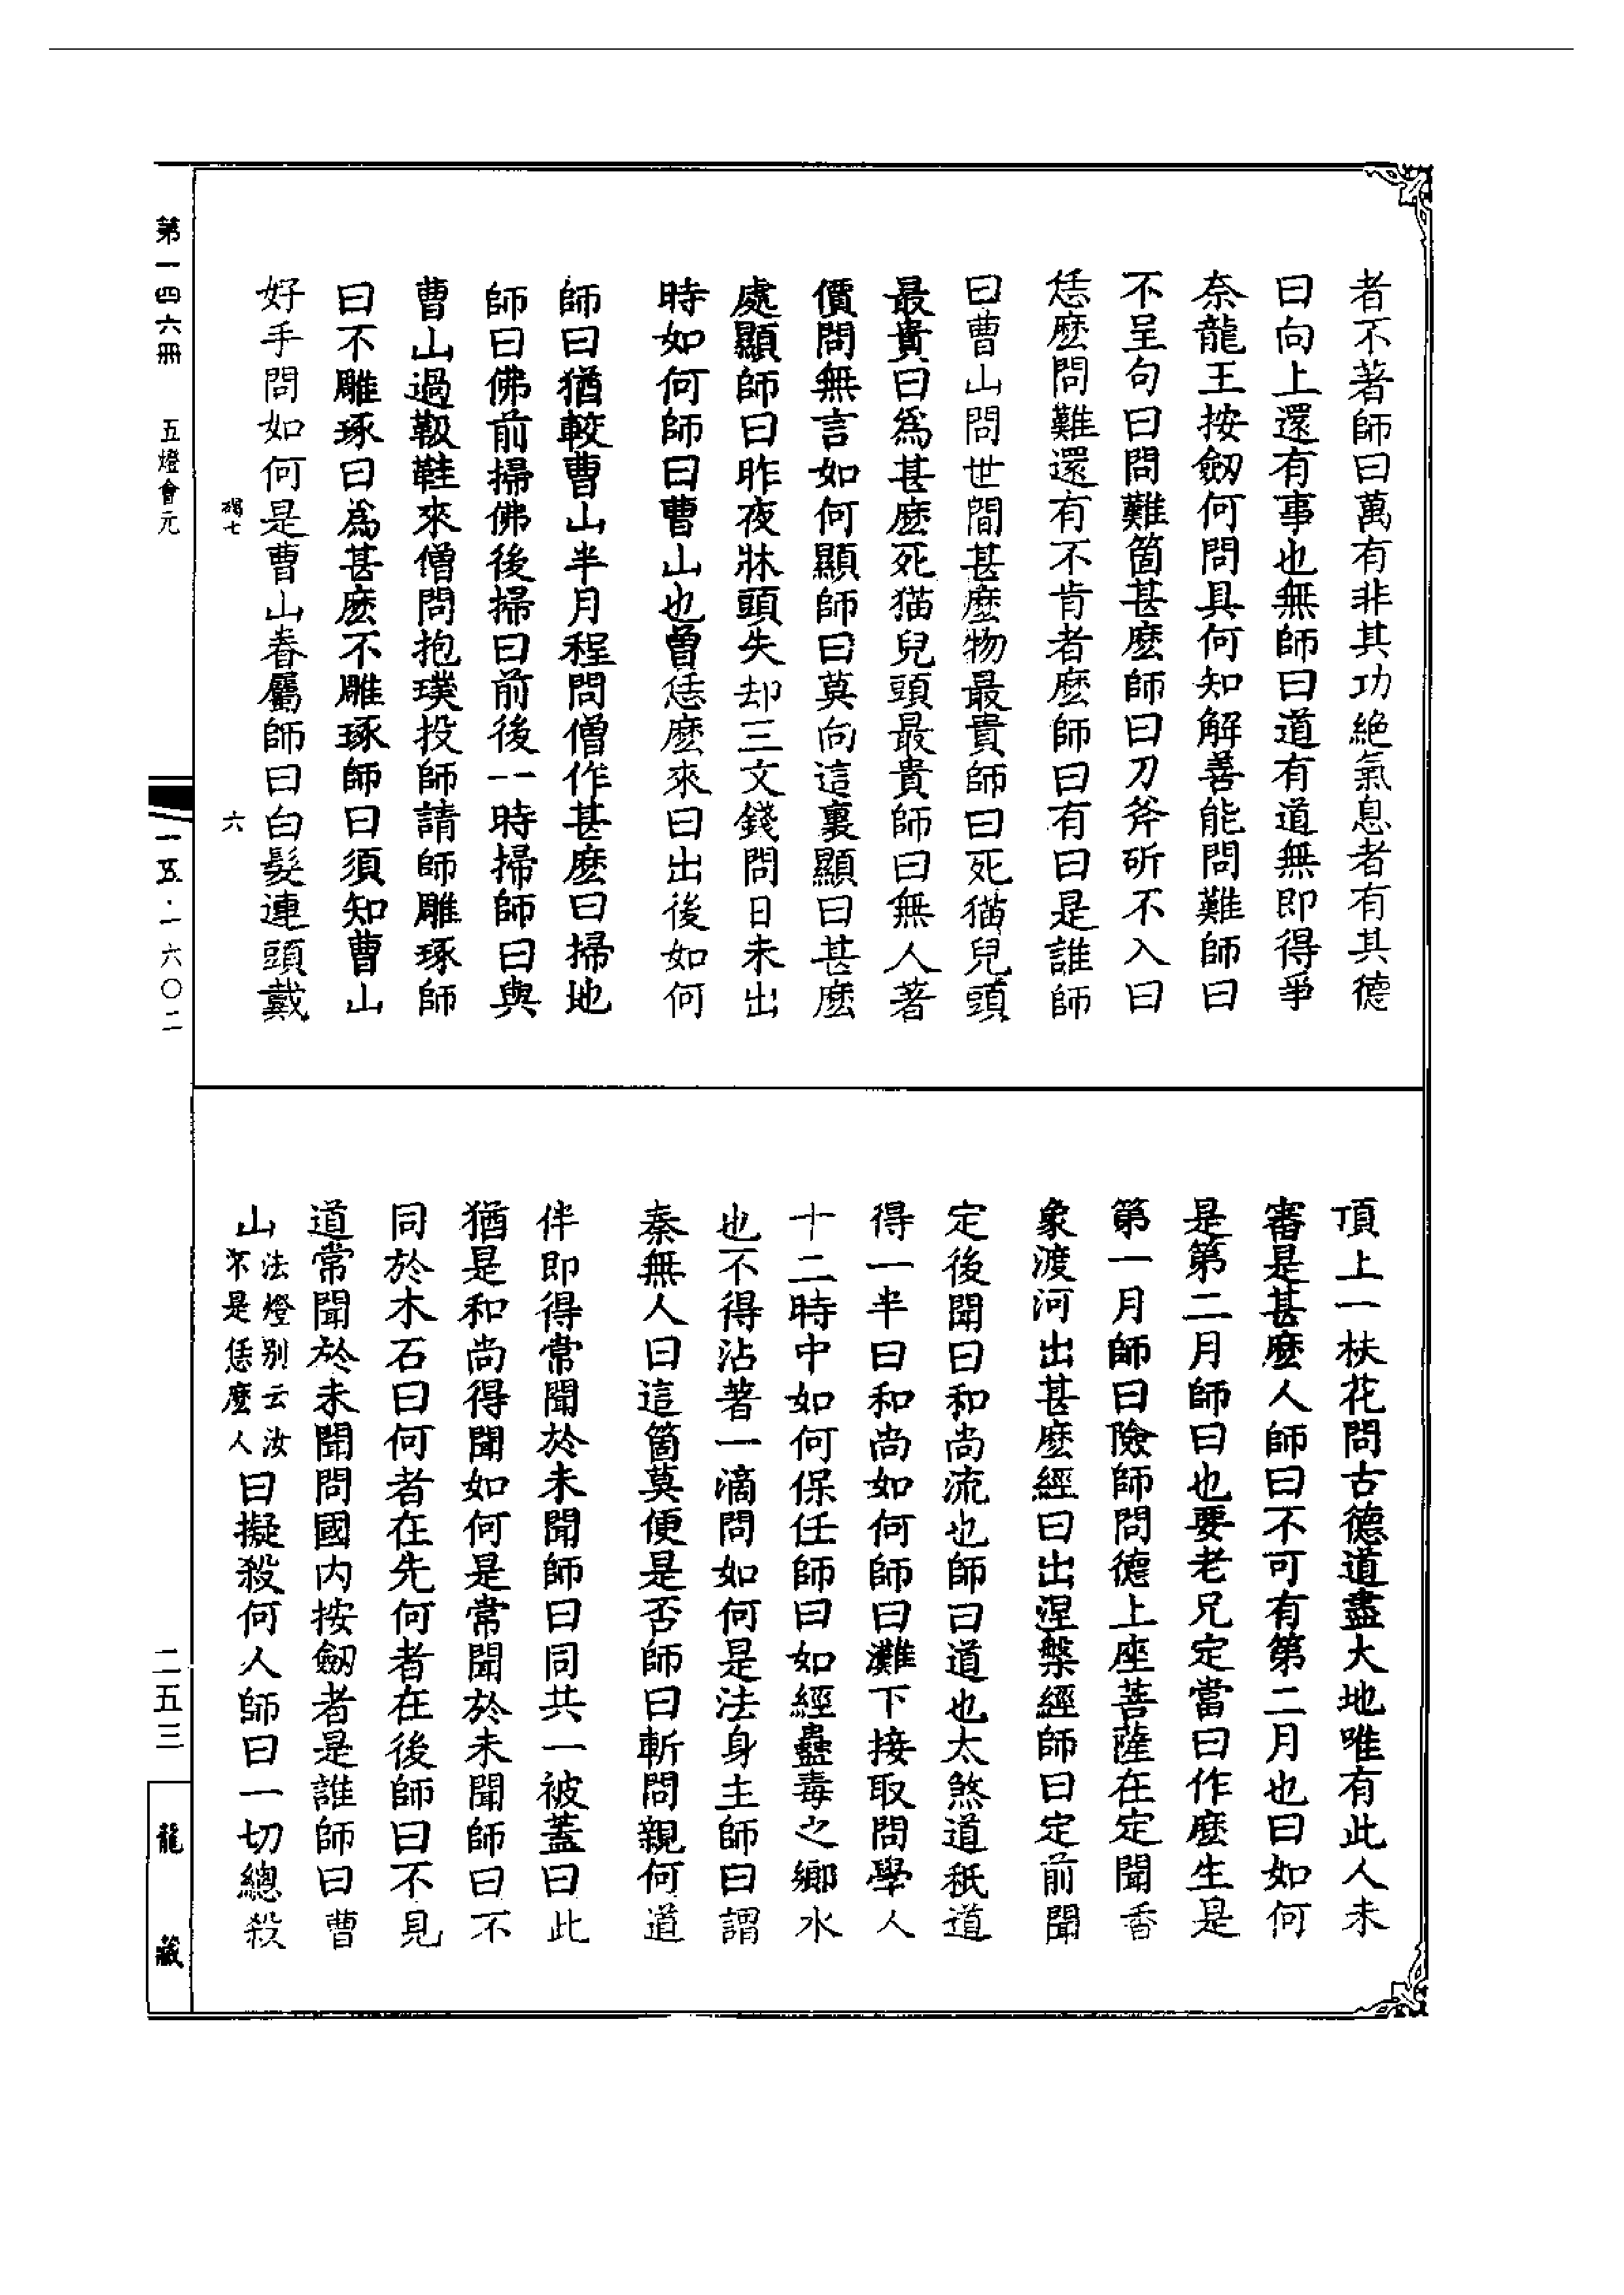 者不著師曰萬有非其功絕氣息者有其德
曰向上還有事也無師曰道有道無即得爭
奈龍王按劒何問具何知解善能問難師曰
不呈句曰問難箇甚麽師曰刀斧斫不入曰
恁麽問難還有不肯者麽師曰有曰是誰師
曰曹山問世間甚麽物最貴師曰死猫兒頭
最貴曰爲甚麽死猫兒頭最貴師曰無人著
價問無言如何顯師曰莫向這裏顯曰甚麽
處顯師曰昨夜牀頭失却三文錢問日未出
時如何師曰曹山也曾恁麽來曰出後如何
師曰猶較曹山半月程問僧作甚麽曰掃地
師曰佛前掃佛後掃曰前後一時掃師曰與
曹山過靸鞋來僧問抱璞投師請師雕琢師
曰不雕琢曰爲甚麽不雕琢師曰須知曹山
好手問如何是曹山眷屬師曰白髮連頭戴
六
頂上一枝花問古德道盡大地唯有此人未
審是甚麽人師曰不可有第二月也曰如何
是第二月師曰也要老兄定當曰作麽生是
第一月師曰險師問德上座菩薩在定聞香
象渡河出甚麽經曰出涅槃經師曰定前聞
定後聞曰和尚流也師曰道也太煞道秖道
得一半曰和尚如何師曰灘下接取問學人
十二時中如何保任師曰如經蠱毒之鄉水
也不得沾著一滴問如何是法身主師曰謂
秦無人曰這箇莫便是否師曰斬問親何道
伴即得常聞於未聞師曰同共一被蓋曰此
猶是和尚得聞如何是常聞於未聞師曰不
同於木石曰何者在先何者在後師曰不見
道常聞於未聞問國内按劒者是誰師曰曹
山法燈别云汝不是恁麽人曰擬殺何人師曰一切總殺
第一四六冊 五燈會元
一五·一六〇二
二五三
龍藏